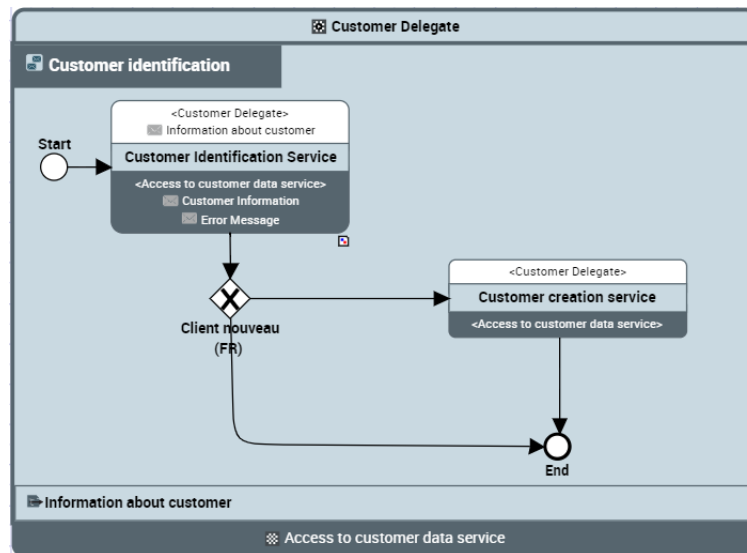 Customer Delegate
Customer identification
<Customer Delegate>
Information about customer
Start
Customer Identification Service
<Access to customer data service>
Customer Information
Error Message
<Customer Delegate>
Customer creation service
<Access to customer data service>
Client nouveau
(FR)
End
Information about customer
Access to customer data service